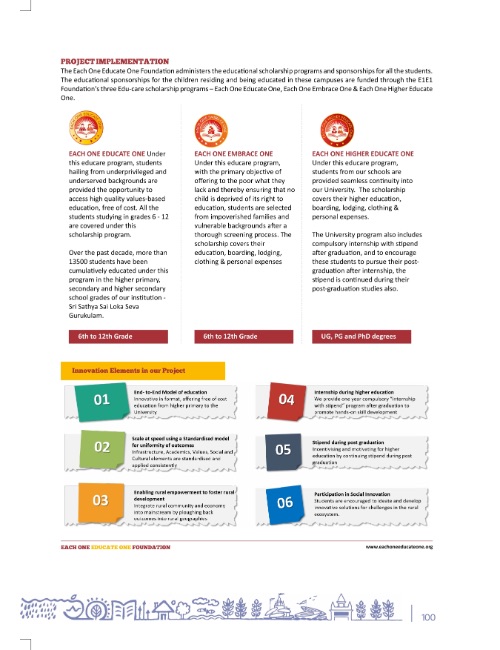 PROJECT IMPLEMENTATION
The Each One Educate One Foundation administers the educational scholarship programs and sponsorships for all the students.
The educational sponsorships for the children residing and being educated in these campuses are funded through the E1E1
Foundation's three Edu-care scholarship programs – Each One Educate One, Each One Embrace One & Each One Higher Educate
One.
EACH ONE EDUCATE ONE Under
this educare program, students
hailing from underprivileged and
underserved backgrounds are
provided the opportunity to
access high quality values-based
education, free of cost. All the
students studying in grades 6 - 12
are covered under this
scholarship program.
Over the past decade, more than
13500 students have been
cumulatively educated under this
program in the higher primary,
secondary and higher secondary
school grades of our institution -
Sri Sathya Sai Loka Seva
Gurukulam.
6th to 12th Grade
EACH ONE EMBRACE ONE
Under this educare program,
with the primary objective of
offering to the poor what they
lack and thereby ensuring that no
child is deprived of its right to
education, students are selected
from impoverished families and
vulnerable backgrounds after a
thorough screening process. The
scholarship covers their
education, boarding, lodging,
clothing & personal expenses
6th to 12th Grade
EACH ONE HIGHER EDUCATE ONE
Under this educare program,
students from our schools are
provided seamless continuity into
our University. The scholarship
covers their higher education,
boarding, lodging, clothing &
personal expenses.
The University program also includes
compulsory internship with stipend
after graduation, and to encourage
these students to pursue their post-
graduation after internship, the
stipend is continued during their
post-graduation studies also.
UG, PG and PhD degrees
Innovation Elements in our Project
01
End- to-End Model of education
Innovative in format, offering free of cost
education from higher primary to the
University
02
Scale at speed using a Standardised model
for uniformity of outcomes
Infrastructure, Academics, Values, Social and
Cultural elements are standardised and
applied consistently
03
Enabling rural empowerment to foster rural
development
Integrate rural community and economy
into mainstream by ploughing back
outcomes into rural geographies
04
Internship during higher education
We provide one year compulsory "internship
with stipend" program after graduation to
promote hands-on skill development
05
Stipend during post graduation
Incentivising and motivating for higher
education by continuing stipend during post
graduation
06
Participation in Social Innovation
Students are encouraged to ideate and develop
innovative solutions for challenges in the rural
ecosystem.
EACH ONE EDUCATE ONE FOUNDATION
www.eachoneeducateone.org
100